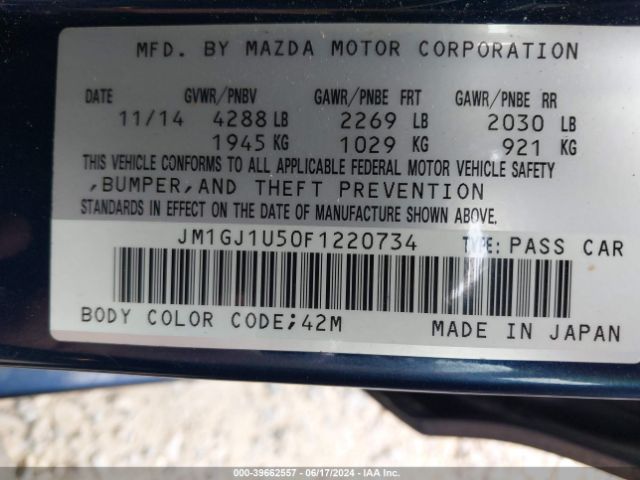 MFD. BY MAZDA MOTOR CORPORATION
DATE GVWR/PNBV GAWR/PNBE FRT GAWR/PNBE RR
11/14 4288 LB 2269 LB 2030 LB
1945 KG 1029 KG 921 KG
THIS VEHICLE CONFORMS TO ALL APPLICABLE FEDERAL MOTOR VEHICLE SAFETY
,BUMPER,AND THEFT PREVENTION
STANDARDS IN EFFECT ON THE DATE OF MANUFACTURE SHOWN ABOVE.
JM1GJ1U50F1220734 TYPE: PASS CAR
BODY COLOR CODE;42M MADE IN JAPAN
000-39662557 - 06/17/2024 - IAA Inc.